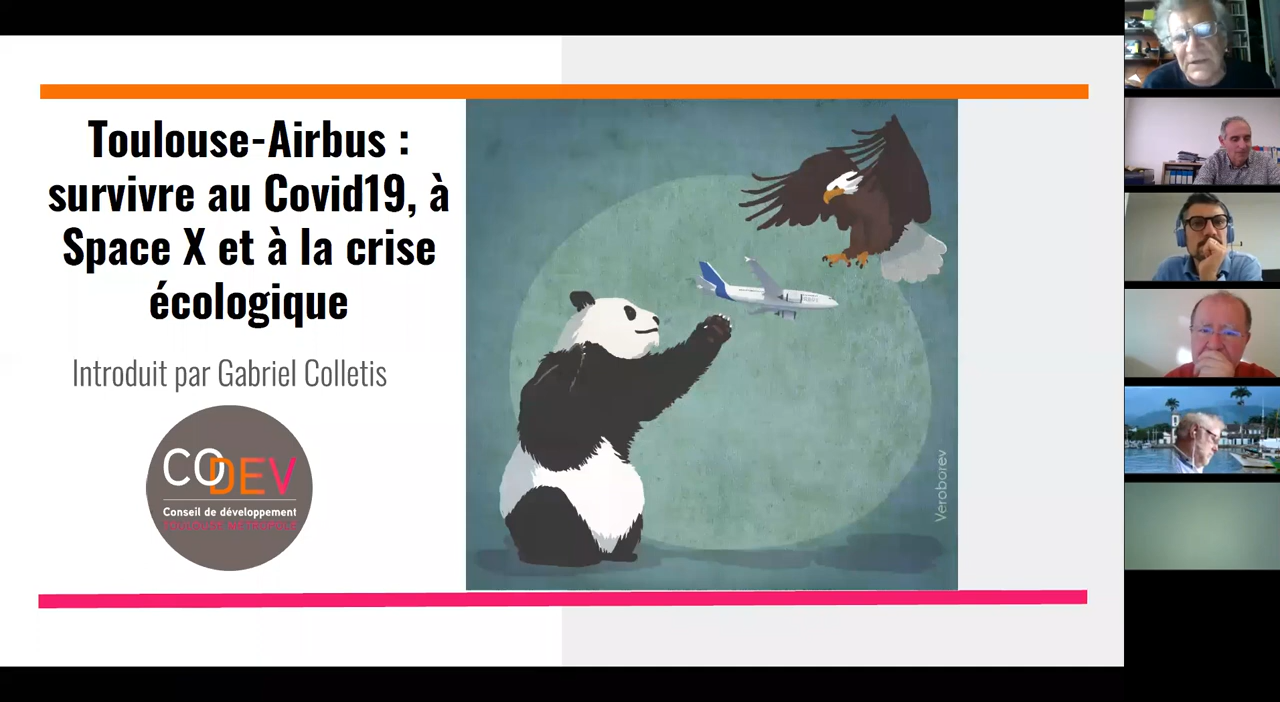 Toulouse-Airbus :
survivre au Covid19, à
Space X et à la crise
écologique
Introduit par Gabriel Colletis
CODEV
Conseil de développement
TOULOUSE MÉTROPOLE
Veroborev